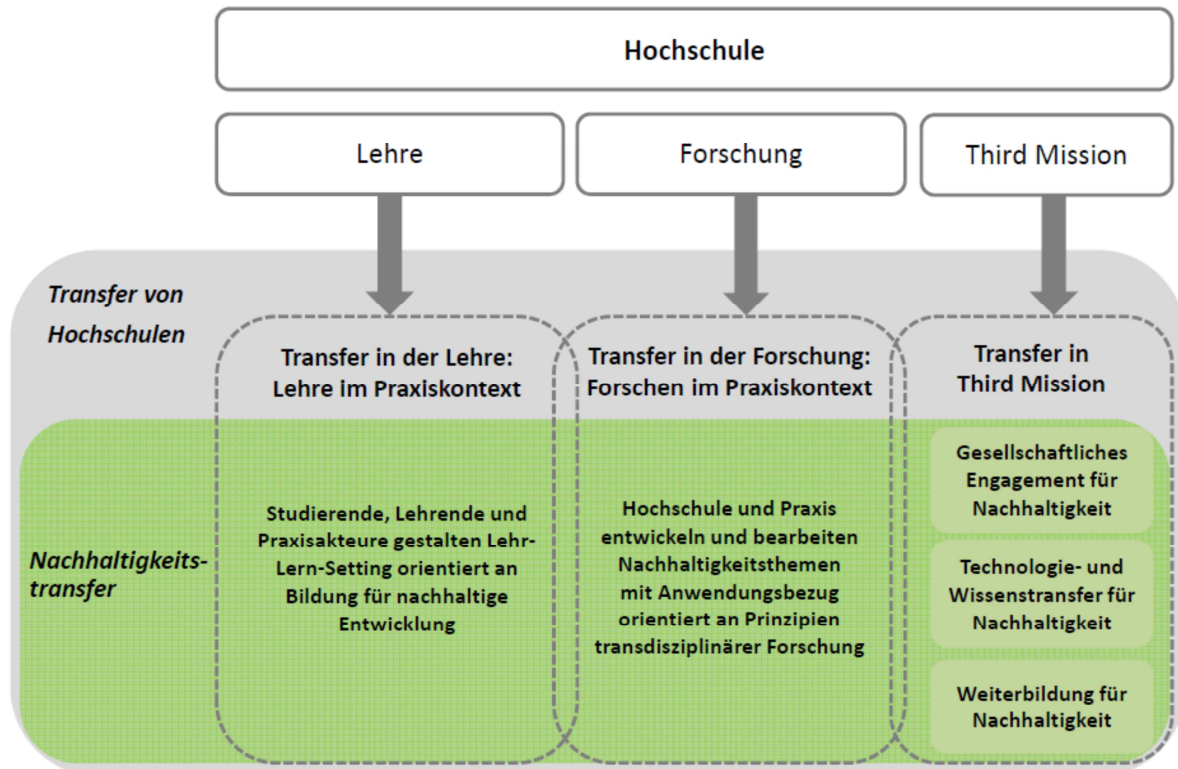 Hochschule
Lehre
Forschung
Third Mission
Transfer von
Hochschulen
Transfer in der Lehre:
Lehre im Praxiskontext
Transfer in der Forschung:
Forschen im Praxiskontext
Transfer in
Third Mission
Nachhaltigkeits-
transfer
Studierende, Lehrende und
Praxisakteure gestalten Lehr-
Lern-Setting orientiert an
Bildung für nachhaltige
Entwicklung
Hochschule und Praxis
entwickeln und bearbeiten
Nachhaltigkeitsthemen
mit Anwendungsbezug
orientiert an Prinzipien
transdisziplinärer Forschung
Gesellschaftliches
Engagement für
Nachhaltigkeit
Technologie- und
Wissenstransfer für
Nachhaltigkeit
Weiterbildung für
Nachhaltigkeit